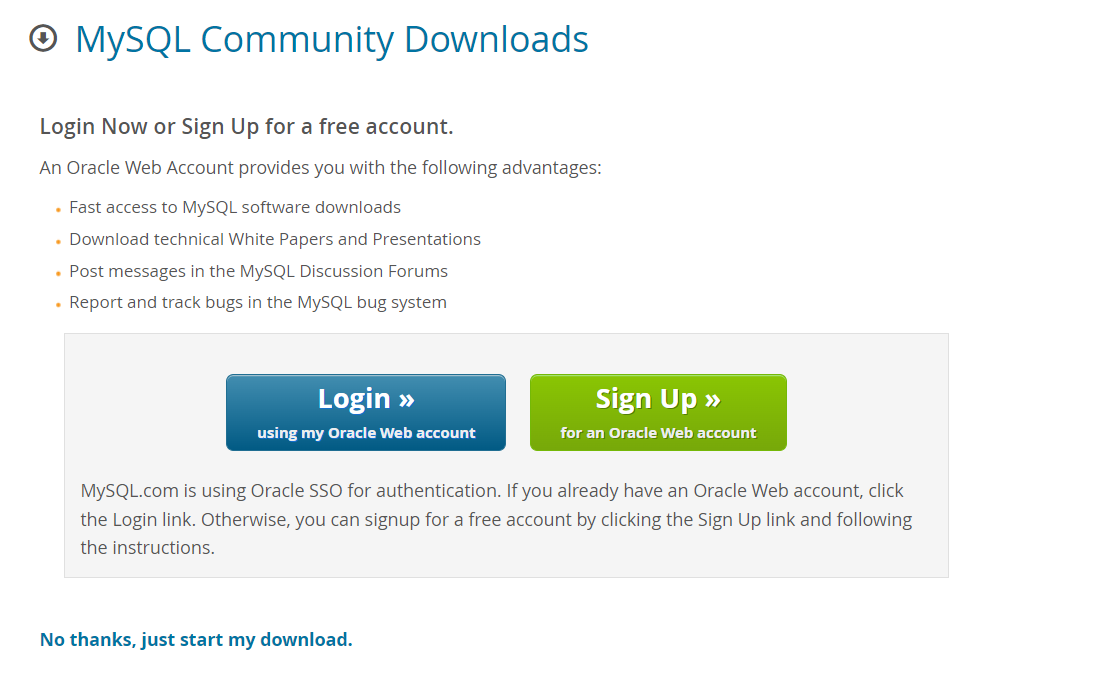 MySQL Community Downloads
Login Now or Sign Up for a free account.
An Oracle Web Account provides you with the following advantages:
Fast access to MySQL software downloads
Download technical White Papers and Presentations
Post messages in the MySQL Discussion Forums
Report and track bugs in the MySQL bug system
Login »
using my Oracle Web account
Sign Up »
for an Oracle Web account
MySQL.com is using Oracle SSO for authentication. If you already have an Oracle Web account, click
the Login link. Otherwise, you can signup for a free account by clicking the Sign Up link and following
the instructions.
No thanks, just start my download.